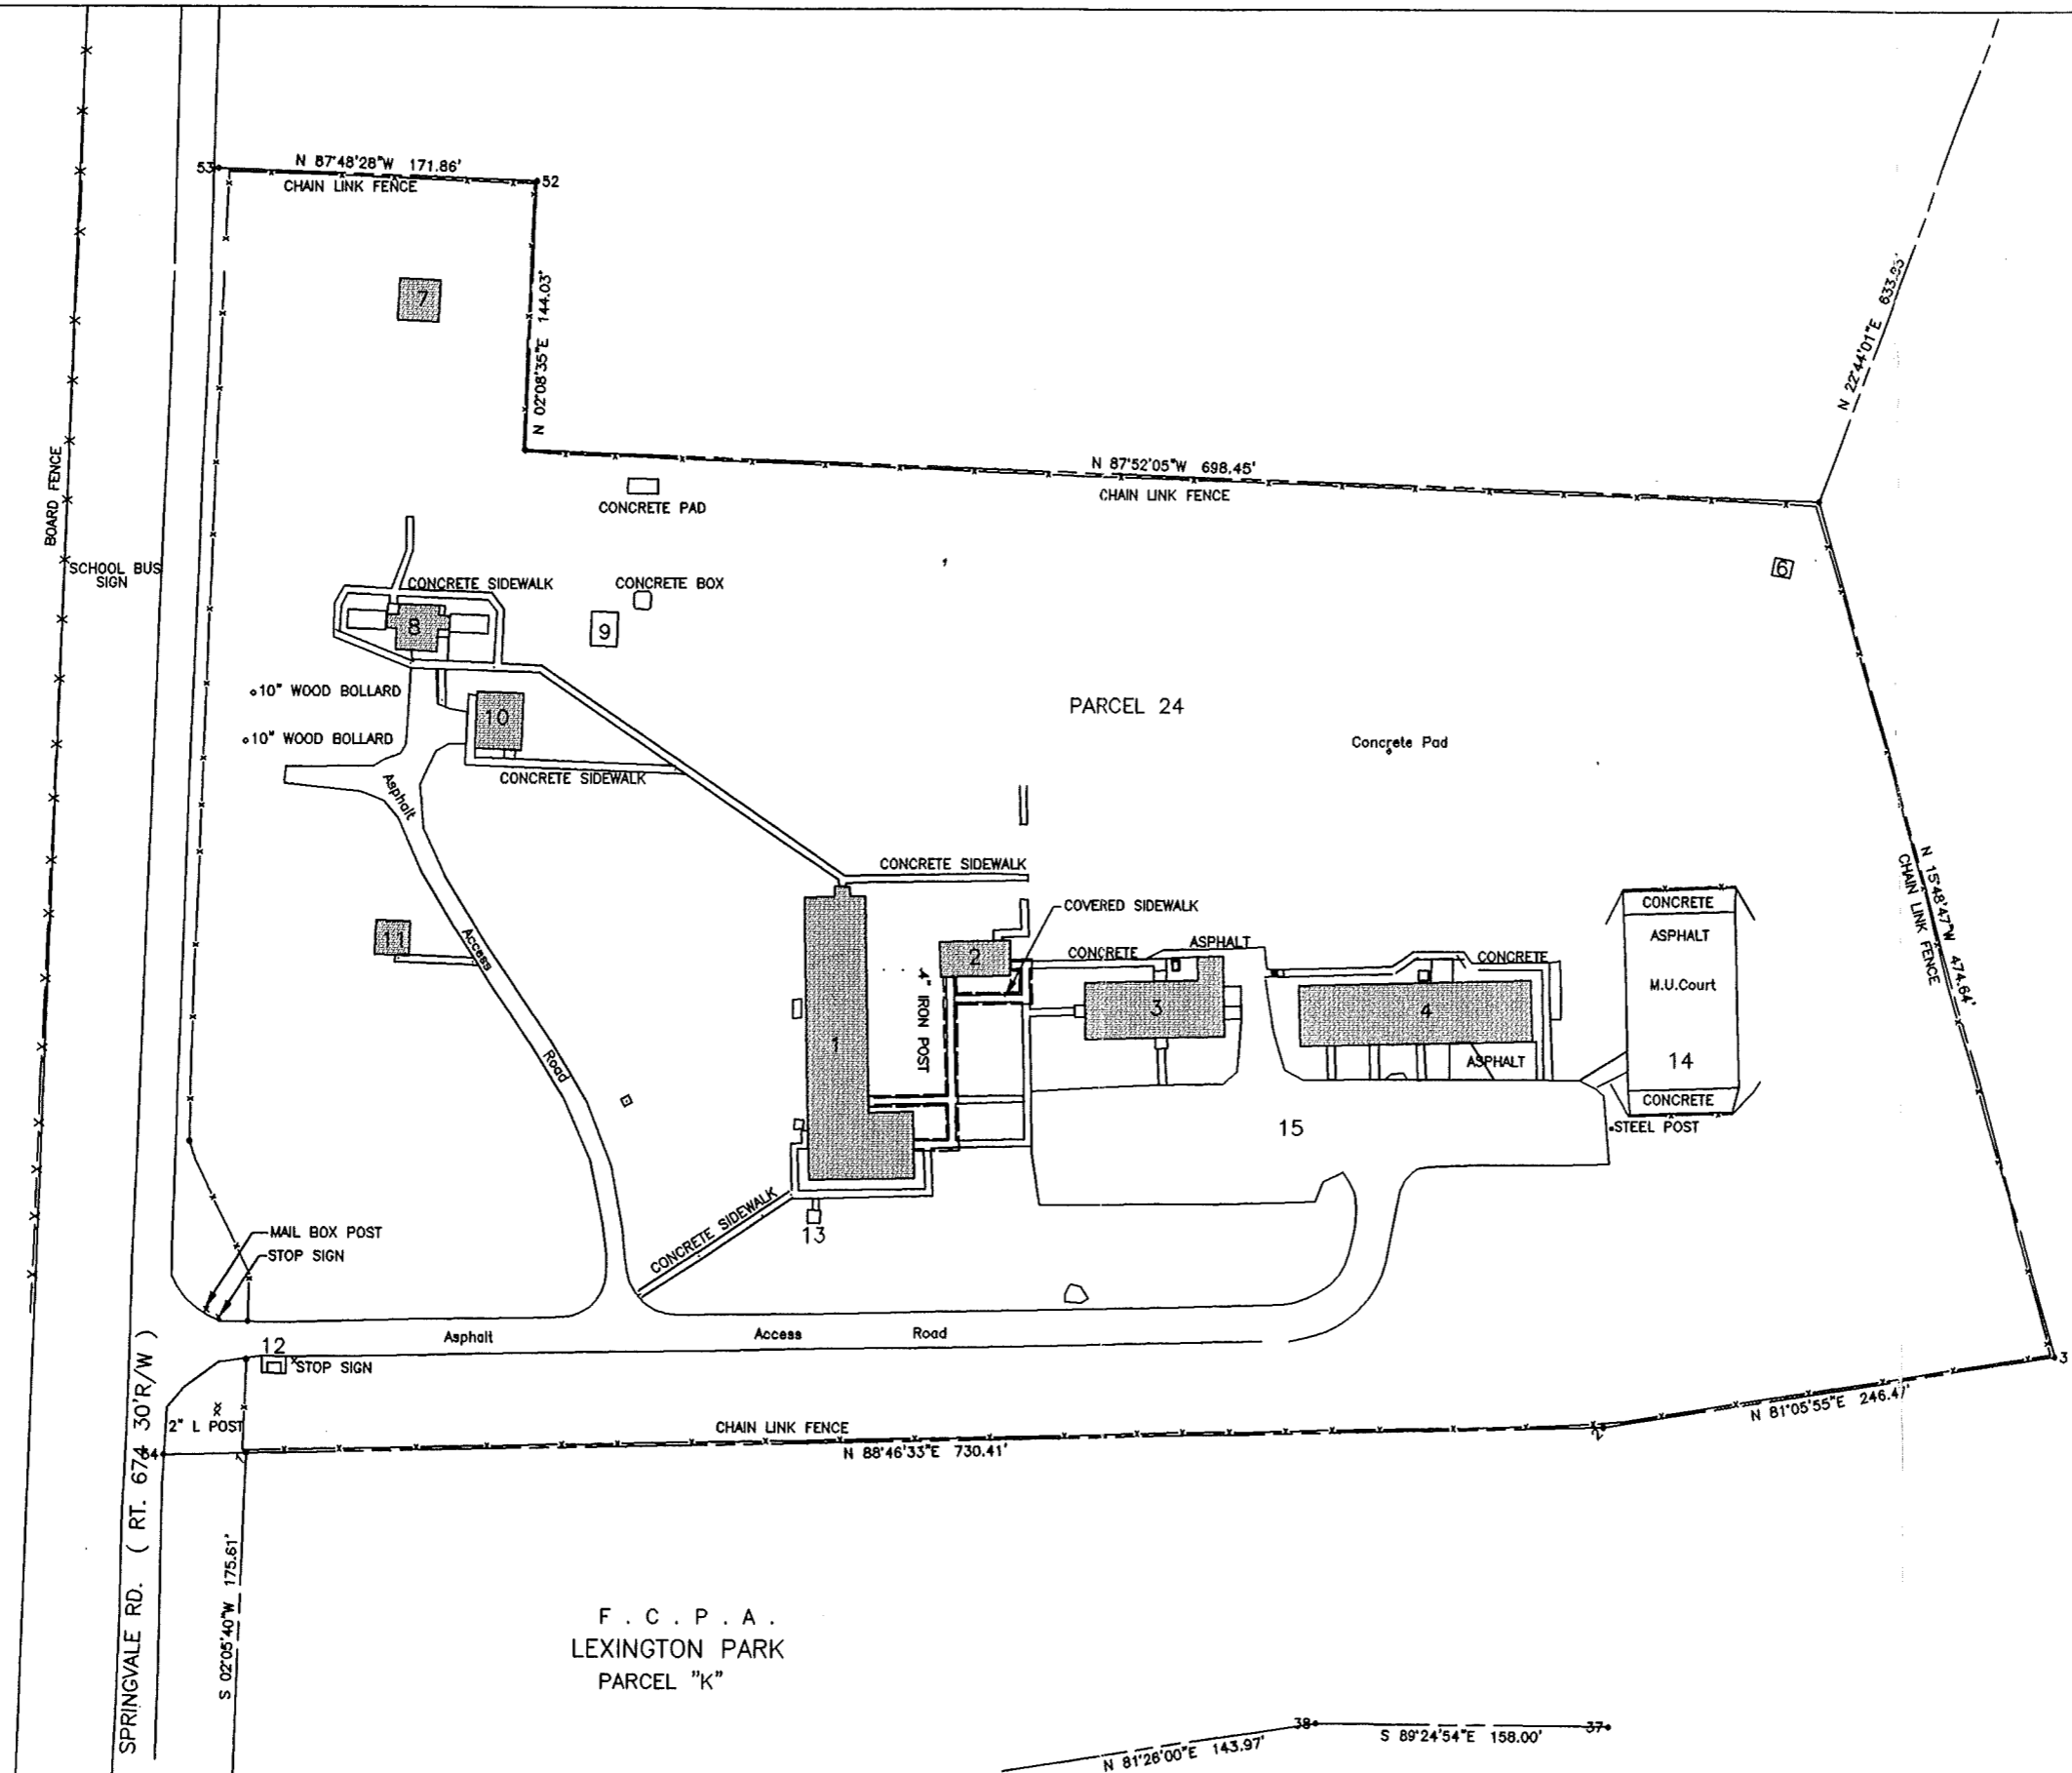 53
N 87°48'28"W 171.86'
52
CHAIN LINK FENCE
N 02°08'35"E 144.03'
7
N 22°44'01"E
BOARD FENCE
N 87°52'05"W 698.45'
CHAIN LINK FENCE
CONCRETE PAD
SCHOOL BUS
SIGN
CONCRETE SIDEWALK
CONCRETE BOX
6
8
9
10" WOOD BOLLARD
10
PARCEL 24
10" WOOD BOLLARD
Concrete Pad
CONCRETE SIDEWALK
Asphalt
Access
Road
CONCRETE SIDEWALK
N 15°48'47"W 474.64'
CHAIN LINK FENCE
COVERED SIDEWALK
CONCRETE
11
2
CONCRETE
ASPHALT
CONCRETE
ASPHALT
M.U.Court
4" IRON POST
1
3
4
ASPHALT
14
CONCRETE
STEEL POST
15
CONCRETE SIDEWALK
13
MAIL BOX POST
STOP SIGN
12
Asphalt
Access
Road
STOP SIGN
3
2" L POST
CHAIN LINK FENCE
N 81°05'55"E 246.47'
N 88°46'33"E 730.41'
2
SPRINGVALE RD. ( RT. 674 30'R/W )
S 02°05'40"W 175.61'
F . C . P . A .
LEXINGTON PARK
PARCEL "K"
38
37
S 89°24'54"E 158.00'
N 81°26'00"E 143.97'